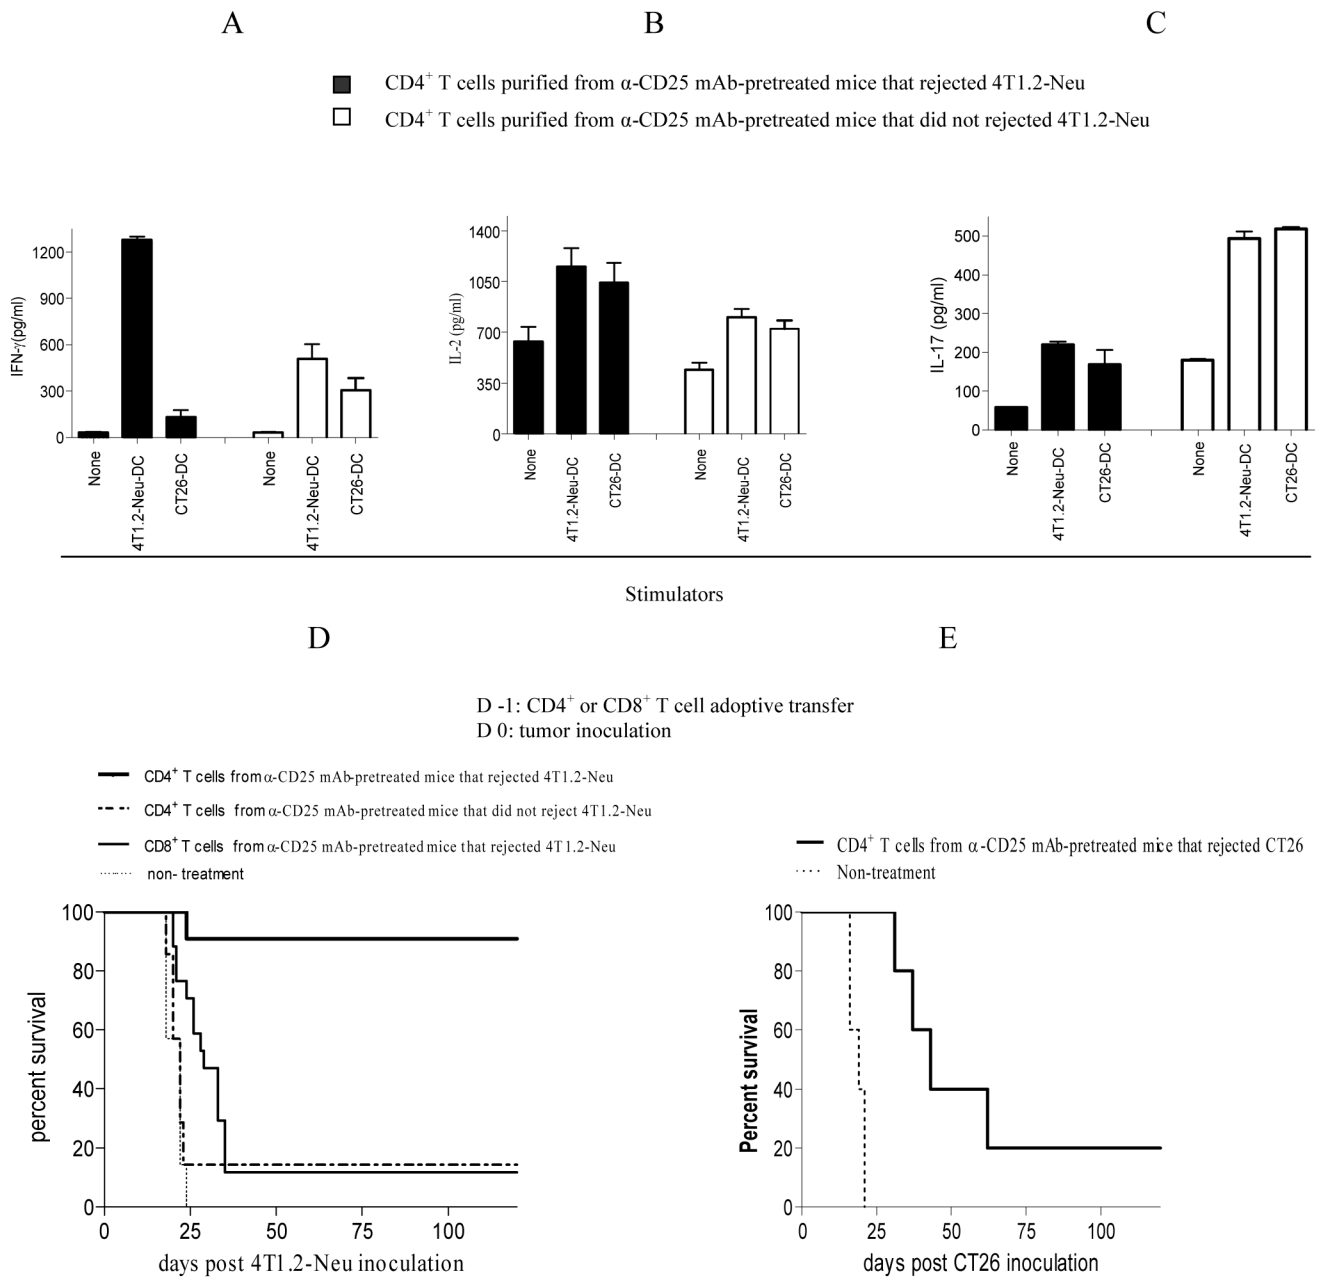 A
B
C
CD4+ T cells purified from α-CD25 mAb-pretreated mice that rejected 4T1.2-Neu
CD4+ T cells purified from α-CD25 mAb-pretreated mice that did not rejected 4T1.2-Neu
IFN-γ(pg/ml)
1200
900
600
300
0
None
4T1.2-Neu-DC
CT26-DC
None
4T1.2-Neu-DC
CT26-DC
IL-2 (pg/ml)
1400
1050
700
350
0
None
4T1.2-Neu-DC
CT26-DC
None
4T1.2-Neu-DC
CT26-DC
IL-17 (pg/ml)
500
400
300
200
100
0
None
4T1.2-Neu-DC
CT26-DC
None
4T1.2-Neu-DC
CT26-DC
Stimulators
D
E
D -1: CD4+ or CD8+ T cell adoptive transfer
D 0: tumor inoculation
CD4+ T cells from α-CD25 mAb-pretreated mice that rejected 4T1.2-Neu
CD4+ T cells from α-CD25 mAb-pretreated mice that did not reject 4T1.2-Neu
CD8+ T cells from α-CD25 mAb-pretreated mice that rejected 4T1.2-Neu
non- treatment
percent survival
100
80
60
40
20
0
0 25 50 75 100
days post 4T1.2-Neu inoculation
CD4+ T cells from α-CD25 mAb-pretreated mice that rejected CT26
Non-treatment
Percent survival
100
80
60
40
20
0
0 25 50 75 100
days post CT26 inoculation